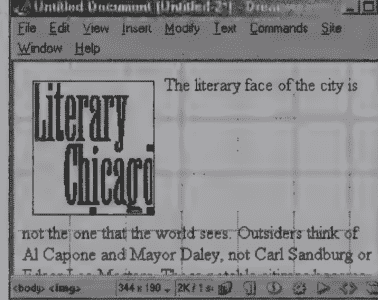 Untitled Document (Untitled-2*) -
File Edit View Insert Modify Text Commands Site
Window Help
Literary
Chicago
The literary face of the city is
not the one that the world sees. Outsiders think of
Al Capone and Mayor Daley, not Carl Sandburg or
<body> <img> 344 x 190 2K / 1 s